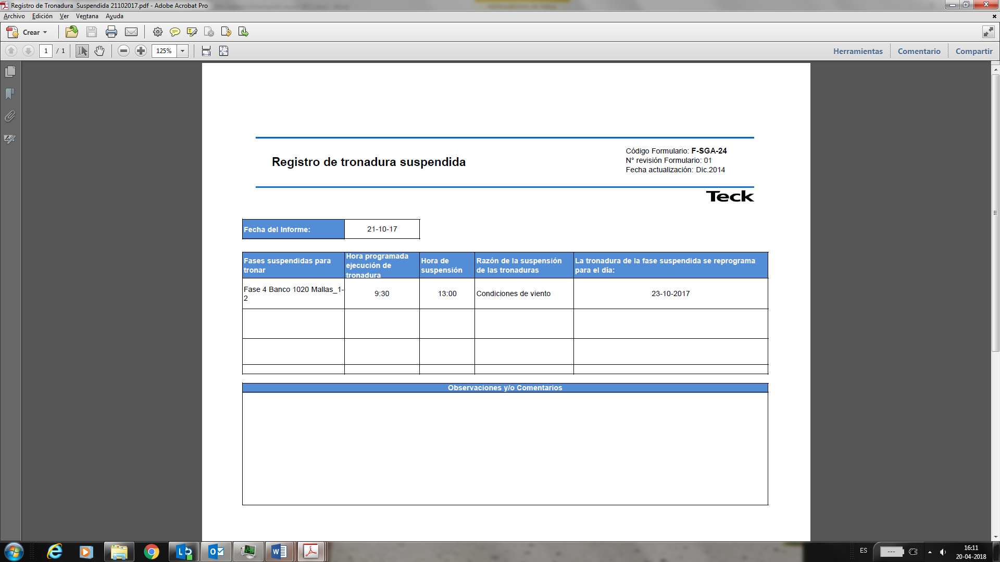 Registro de Tronadura  Suspendida 21102017.pdf - Adobe Acrobat Pro
Archivo Edición Ver Ventana Ayuda
Crear
1 / 1 125%
Herramientas Comentario Compartir
Registro de tronadura suspendida
Código Formulario: F-SGA-24
N° revisión Formulario: 01
Fecha actualización: Dic.2014
Teck
Fecha del Informe: 21-10-17
Fases suspendidas para
tronar
Hora programada
ejecución de
tronadura
Hora de
suspensión
Razón de la suspensión
de las tronaduras
La tronadura de la fase suspendida se reprograma
para el día:
Fase 4 Banco 1020 Mallas_1-
2
9:30
13:00
Condiciones de viento
23-10-2017
Observaciones y/o Comentarios
ES
16:11
20-04-2018